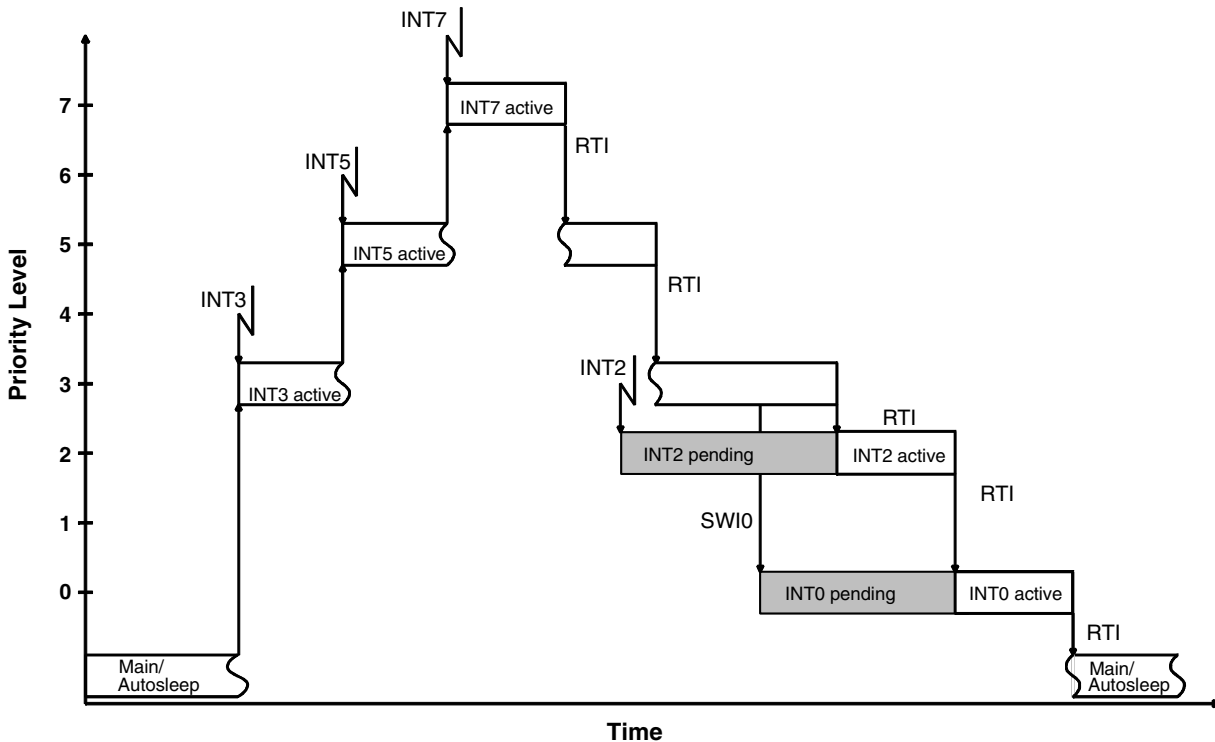 INT7
7
INT7 active
RTI
INT5
6
5
INT5 active
RTI
INT3
4
Priority Level
INT2
3
INT3 active
RTI
2
INT2 pending
INT2 active
RTI
1
SWI0
0
INT0 pending
INT0 active
RTI
Main/
Autosleep
Main/
Autosleep
Time